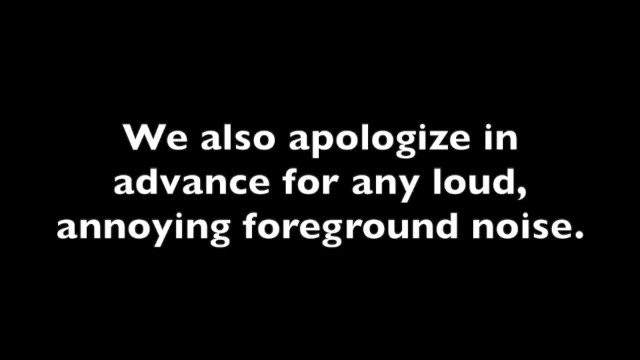 We also apologize in
advance for any loud,
annoying foreground noise.